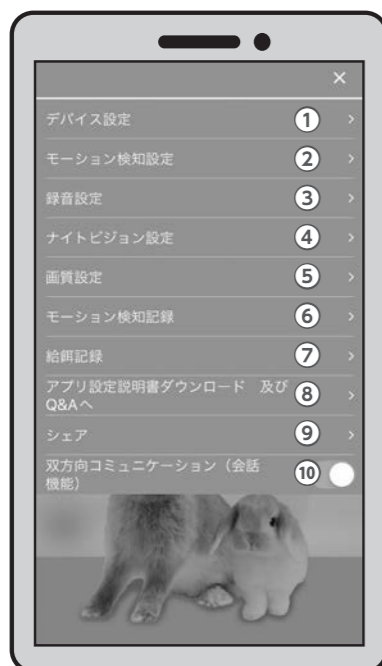 ×
デバイス設定 ① >
モーション検知設定 ② >
録音設定 ③ >
ナイトビジョン設定 ④ >
画質設定 ⑤ >
モーション検知記録 ⑥ >
給餌記録 ⑦ >
アプリ設定説明書ダウンロード 及び
Q&Aへ ⑧ >
シェア ⑨ >
双方向コミュニケーション（会話
機能） ⑩